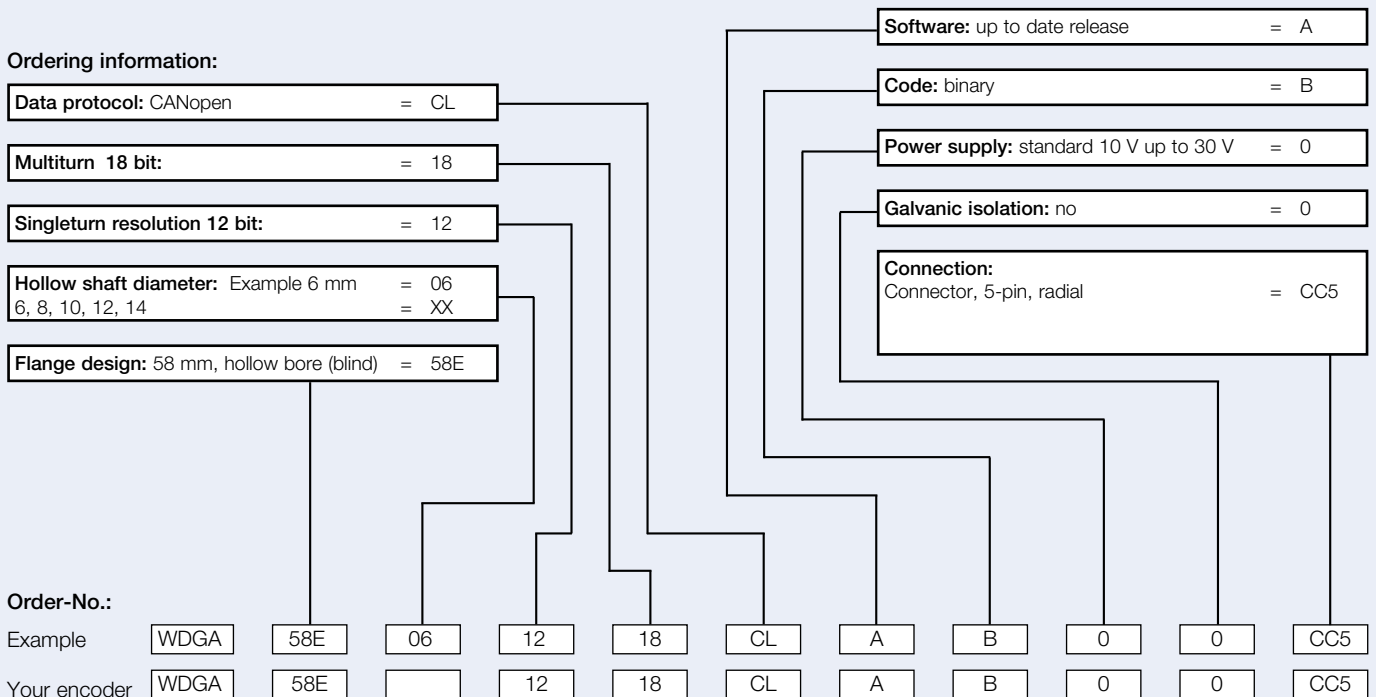 Ordering information:
Data protocol: CANopen = CL
Multiturn 18 bit: = 18
Singleturn resolution 12 bit: = 12
Hollow shaft diameter: Example 6 mm = 06
6, 8, 10, 12, 14 = XX
Flange design: 58 mm, hollow bore (blind) = 58E
Software: up to date release = A
Code: binary = B
Power supply: standard 10 V up to 30 V = 0
Galvanic isolation: no = 0
Connection:
Connector, 5-pin, radial = CC5
Order-No.:
Example WDGA 58E 06 12 18 CL A B 0 0 CC5
Your encoder WDGA 58E 12 18 CL A B 0 0 CC5